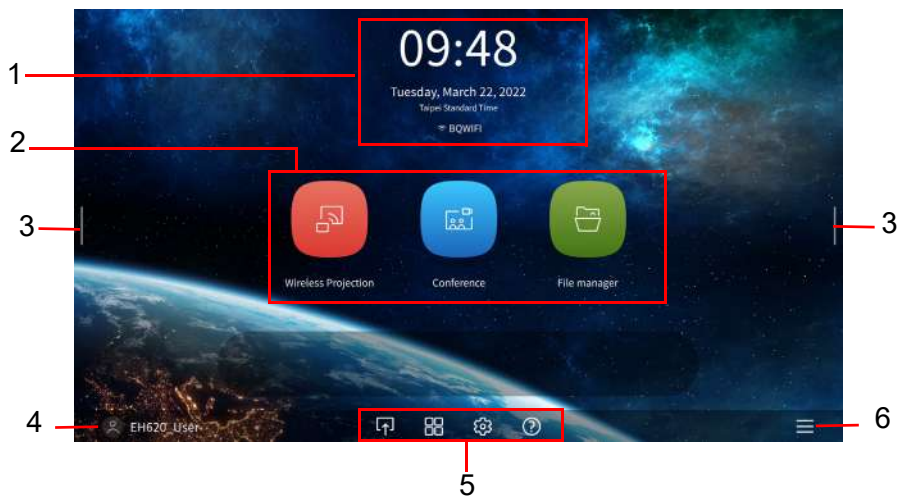 09:48
1
Tuesday, March 22, 2022
Taipei Standard Time
BQWIFI
2
3
3
Wireless Projection Conference File manager
4
EH620_User
6
5